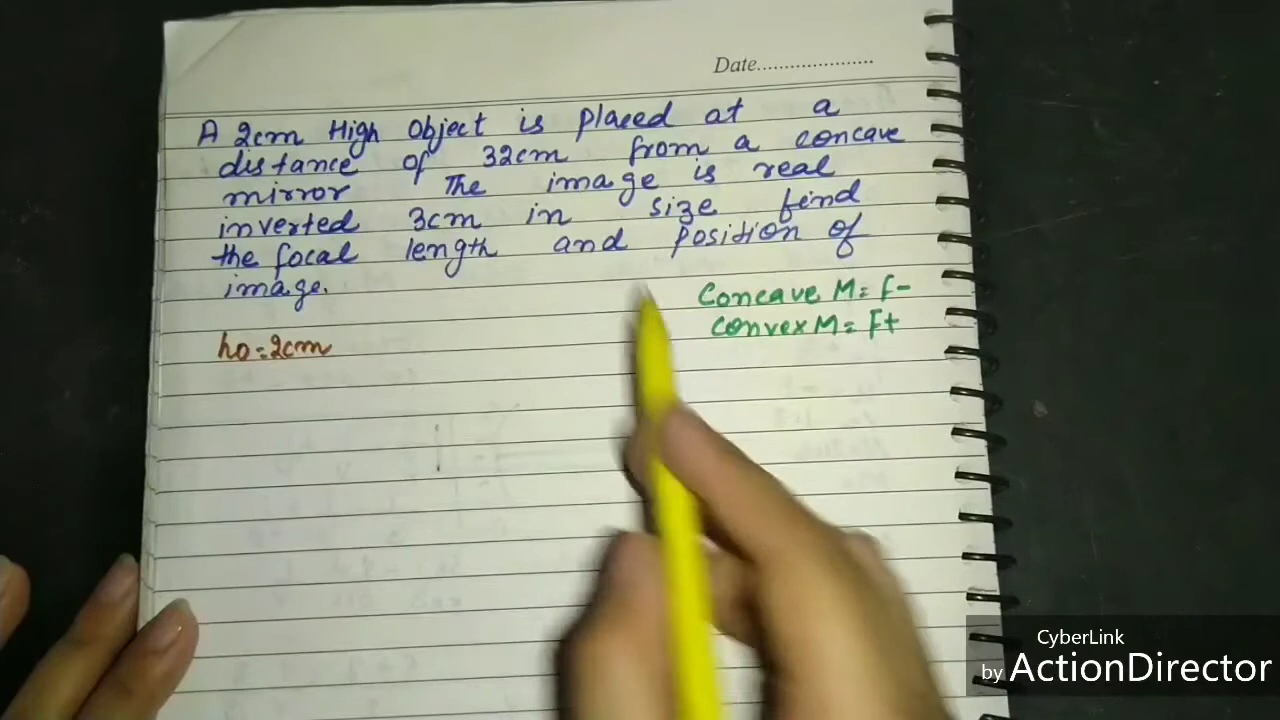 Date.....................
A 2cm High Object is placed at a
distance of 32cm from a concave
mirror The image is real
inverted 3cm in size find
the focal length and position of
image.
Concave M = f-
Convex M = F+
ho = 2cm
CyberLink
by ActionDirector